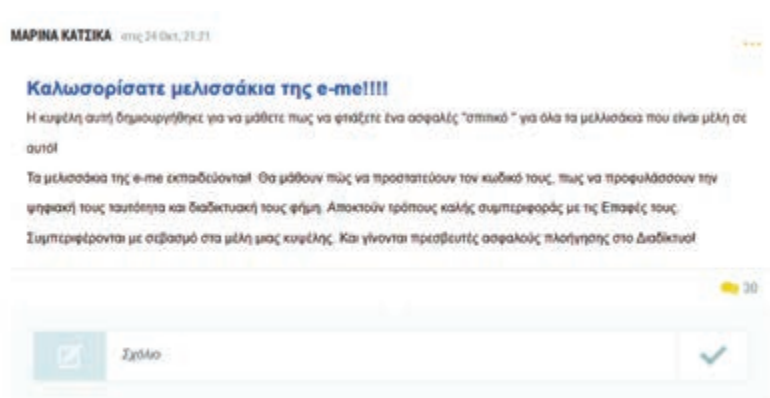 ΜΑΡΙΝΑ ΚΑΤΣΙΚΑ στις 24 Οκτ, 21:21
Καλωσορίσατε μελισσάκια της e-me!!!!
Η κυψέλη αυτή δημιουργήθηκε για να μάθετε πως να φτιάξετε ένα ασφαλές "σπιτικό " για όλα τα μελλισάκια που είναι μέλη σε
αυτό!
Τα μελισσάκια της e-me εκπαιδεύονται! Θα μάθουν πώς να προστατεύουν τον κωδικό τους, πως να προφυλάσσουν την
ψηφιακή τους ταυτότητα και διαδικτυακή τους φήμη. Αποκτούν τρόπους καλής συμπεριφοράς με τις Επαφές τους.
Συμπεριφέρονται με σεβασμό στα μέλη μιας κυψέλης. Και γίνονται πρεσβευτές ασφαλούς πλοήγησης στο Διαδίκτυο!
30
Σχόλιο